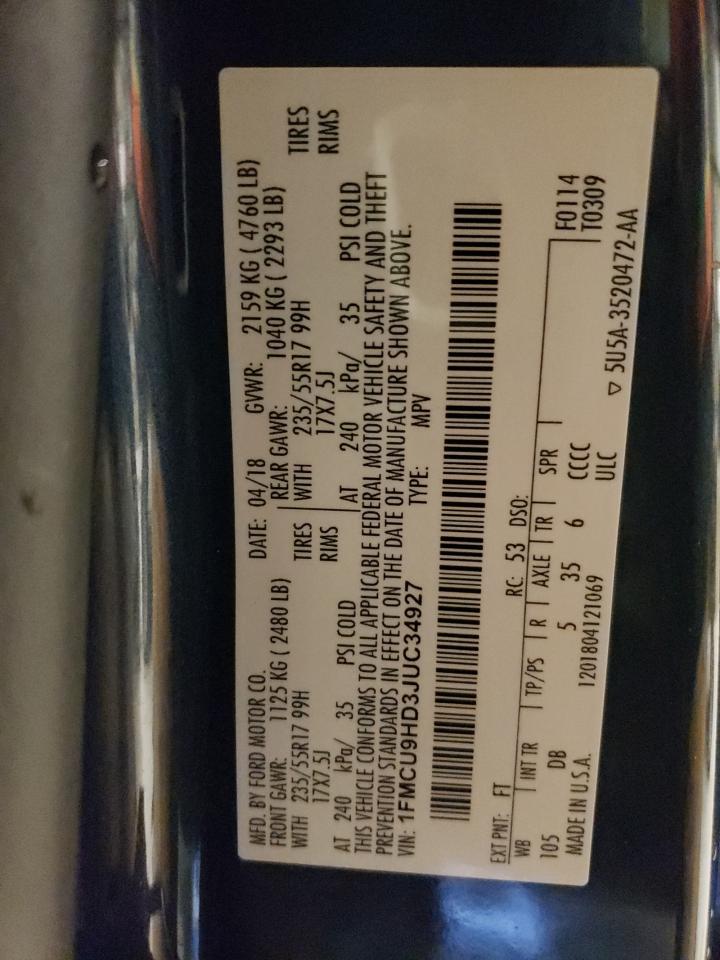 MFD. BY FORD MOTOR CO. DATE: 04/18 GVWR: 2159 KG ( 4760 LB)
FRONT GAWR: 1125 KG ( 2480 LB) REAR GAWR: 1040 KG ( 2293 LB)
WITH 235/55R17 99H TIRES WITH 235/55R17 99H TIRES
17X7.5J RIMS 17X7.5J RIMS
AT 240 kPa/ 35 PSI COLD AT 240 kPa/ 35 PSI COLD
THIS VEHICLE CONFORMS TO ALL APPLICABLE FEDERAL MOTOR VEHICLE SAFETY AND THEFT
PREVENTION STANDARDS IN EFFECT ON THE DATE OF MANUFACTURE SHOWN ABOVE.
VIN: 1FMCU9HD3JUC34927 TYPE: MPV
EXT PNT: FT RC: 53 DSO:
WB INT TR TP/PS R AXLE TR SPR F0114
105 DB 5 35 6 CCCC T0309
MADE IN U.S.A. 1201804121069 ULC ▽ 5U5A-3520472-AA